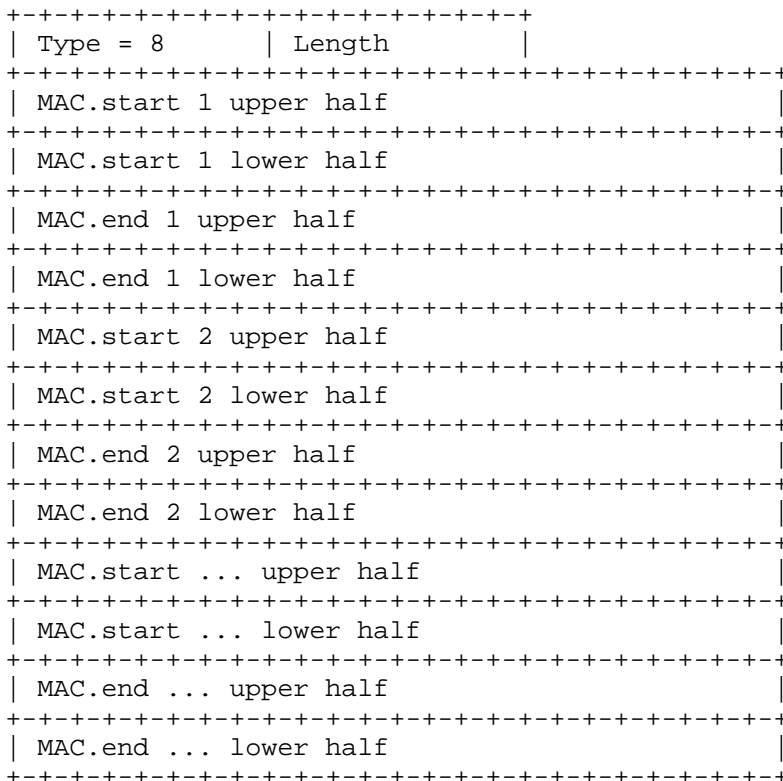 +-+-+-+-+-+-+-+-+-+-+-+-+-+-+-+-+
| Type = 8      | Length        |
+-+-+-+-+-+-+-+-+-+-+-+-+-+-+-+-+-+-+-+-+-+-+-+-+
| MAC.start 1 upper half                        |
+-+-+-+-+-+-+-+-+-+-+-+-+-+-+-+-+-+-+-+-+-+-+-+-+
| MAC.start 1 lower half                        |
+-+-+-+-+-+-+-+-+-+-+-+-+-+-+-+-+-+-+-+-+-+-+-+-+
| MAC.end 1 upper half                          |
+-+-+-+-+-+-+-+-+-+-+-+-+-+-+-+-+-+-+-+-+-+-+-+-+
| MAC.end 1 lower half                          |
+-+-+-+-+-+-+-+-+-+-+-+-+-+-+-+-+-+-+-+-+-+-+-+-+
| MAC.start 2 upper half                        |
+-+-+-+-+-+-+-+-+-+-+-+-+-+-+-+-+-+-+-+-+-+-+-+-+
| MAC.start 2 lower half                        |
+-+-+-+-+-+-+-+-+-+-+-+-+-+-+-+-+-+-+-+-+-+-+-+-+
| MAC.end 2 upper half                          |
+-+-+-+-+-+-+-+-+-+-+-+-+-+-+-+-+-+-+-+-+-+-+-+-+
| MAC.end 2 lower half                          |
+-+-+-+-+-+-+-+-+-+-+-+-+-+-+-+-+-+-+-+-+-+-+-+-+
| MAC.start ... upper half                      |
+-+-+-+-+-+-+-+-+-+-+-+-+-+-+-+-+-+-+-+-+-+-+-+-+
| MAC.start ... lower half                      |
+-+-+-+-+-+-+-+-+-+-+-+-+-+-+-+-+-+-+-+-+-+-+-+-+
| MAC.end ... upper half                        |
+-+-+-+-+-+-+-+-+-+-+-+-+-+-+-+-+-+-+-+-+-+-+-+-+
| MAC.end ... lower half                        |
+-+-+-+-+-+-+-+-+-+-+-+-+-+-+-+-+-+-+-+-+-+-+-+-+